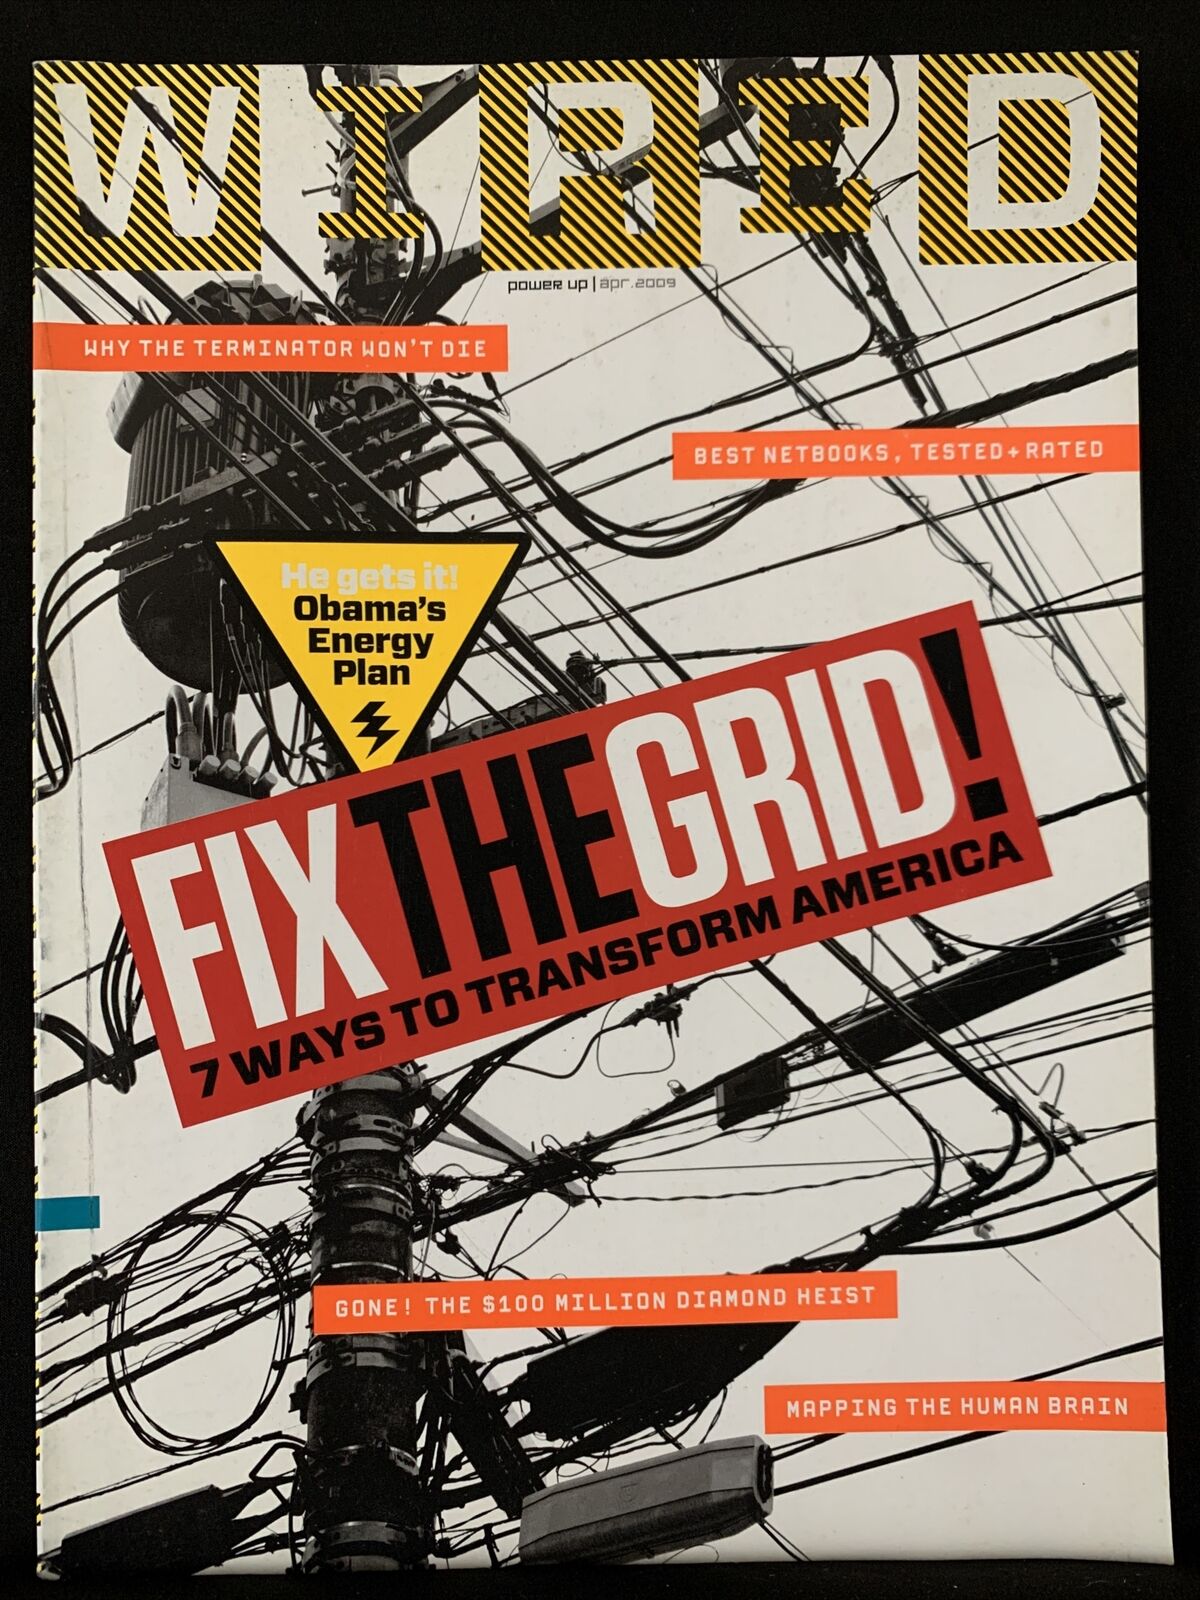 WIRED
power up | apr.2009
WHY THE TERMINATOR WON'T DIE
BEST NETBOOKS, TESTED+RATED
He gets it!
Obama's
Energy
Plan
FIX THE GRID!
7 WAYS TO TRANSFORM AMERICA
GONE! THE $100 MILLION DIAMOND HEIST
MAPPING THE HUMAN BRAIN